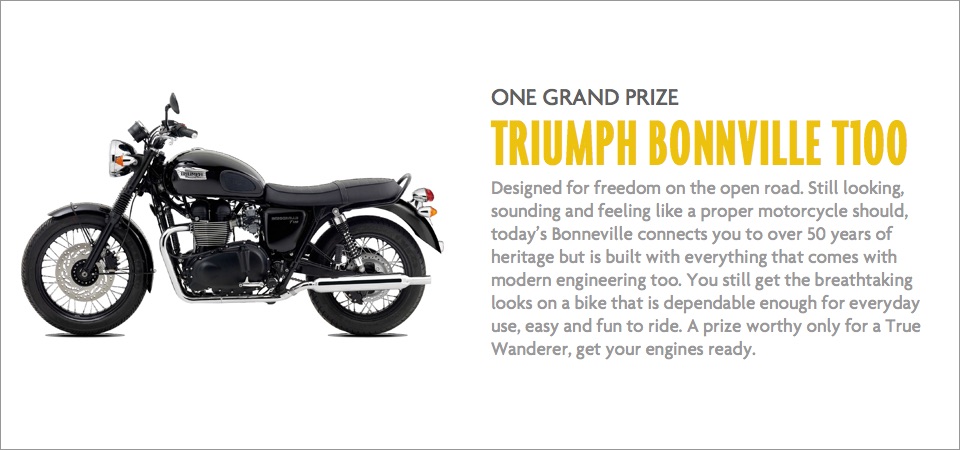 ONE GRAND PRIZE
TRIUMPH BONNVILLE T100
Designed for freedom on the open road. Still looking,
sounding and feeling like a proper motorcycle should,
today's Bonneville connects you to over 50 years of
heritage but is built with everything that comes with
modern engineering too. You still get the breathtaking
looks on a bike that is dependable enough for everyday
use, easy and fun to ride. A prize worthy only for a True
Wanderer, get your engines ready.
TRIUMPH
BONNEVILLE
T100